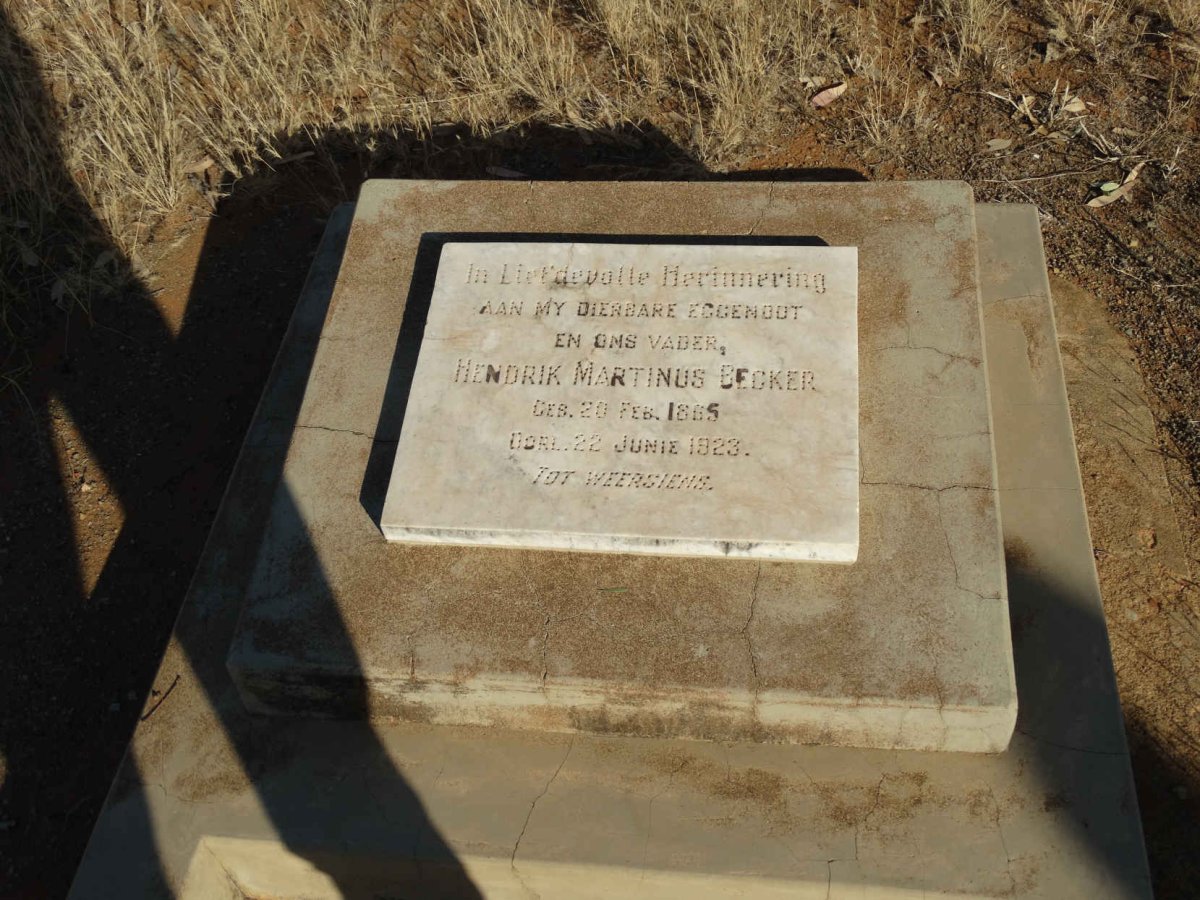 In Liefdevolle Herinnering
AAN MY DIERBARE EGGENOOT
EN ONS VADER,
HENDRIK MARTINUS BECKER
GEB. 20 FEB. 1865
OORL. 22 JUNIE 1923.
TOT WEERSIENS.